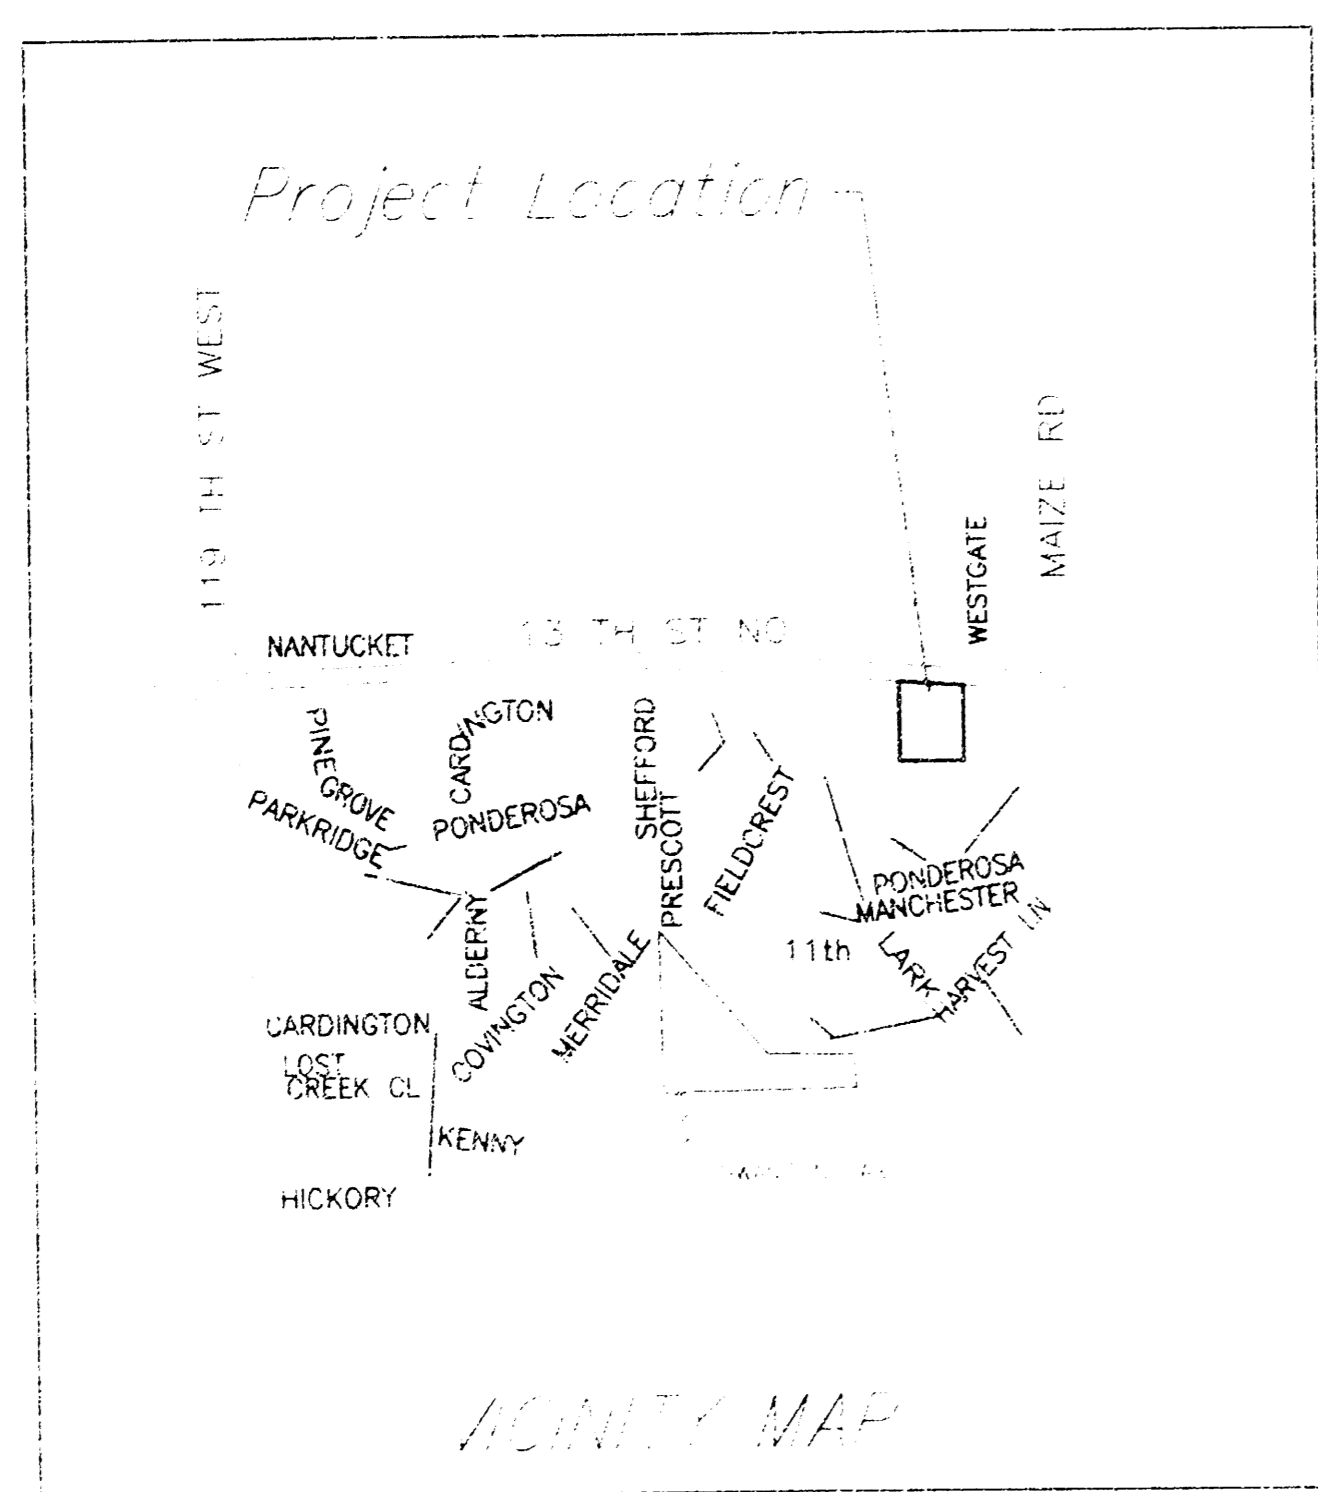 Project Location
119 TH ST WEST
MAIZE RD
WESTGATE
NANTUCKET
13 TH ST NO
PINE GROVE
CARDINGTON
SHEFFORD
PARKRIDGE
PONDEROSA
PRESCOTT
FIELDCREST
PONDEROSA
MANCHESTER
ALDERNY
COVINGTON
MERRIDALE
11th
LARK
HARVEST LN
CARDINGTON
LOST
CREEK CL
KENNY
HICKORY
VICINITY MAP